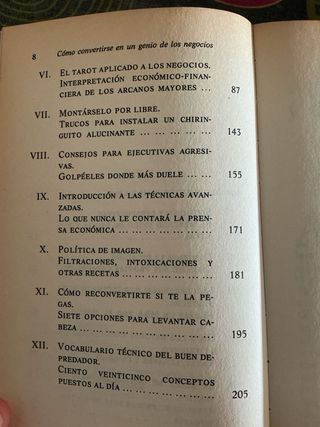 8 Cómo convertirse en un genio de los negocios
VI. EL TAROT APLICADO A LOS NEGOCIOS.
INTERPRETACIÓN ECONÓMICO-FINAN-
CIERA DE LOS ARCANOS MAYORES ... ... 87
VII. MONTÁRSELO POR LIBRE.
TRUCOS PARA INSTALAR UN CHIRIN-
GUITO ALUCINANTE ... ... ... ... ... 143
VIII. CONSEJOS PARA EJECUTIVAS AGRESI-
VAS.
GOLPÉELES DONDE MÁS DUELE ... ... 155
IX. INTRODUCCIÓN A LAS TÉCNICAS AVAN-
ZADAS.
LO QUE NUNCA LE CONTARÁ LA PREN-
SA ECONÓMICA ... ... ... ... ... ... 171
X. POLÍTICA DE IMAGEN.
FILTRACIONES, INTOXICACIONES Y
OTRAS RECETAS ... ... ... ... ... ... 181
XI. CÓMO RECONVERTIRTE SI TE LA PE-
GAS.
SIETE OPCIONES PARA LEVANTAR CA-
BEZA ... ... ... ... ... ... ... ... 195
XII. VOCABULARIO TÉCNICO DEL BUEN DE-
PREDADOR.
CIENTO VEINTICINCO CONCEPTOS
PUESTOS AL DÍA ... ... ... ... ... ... 205